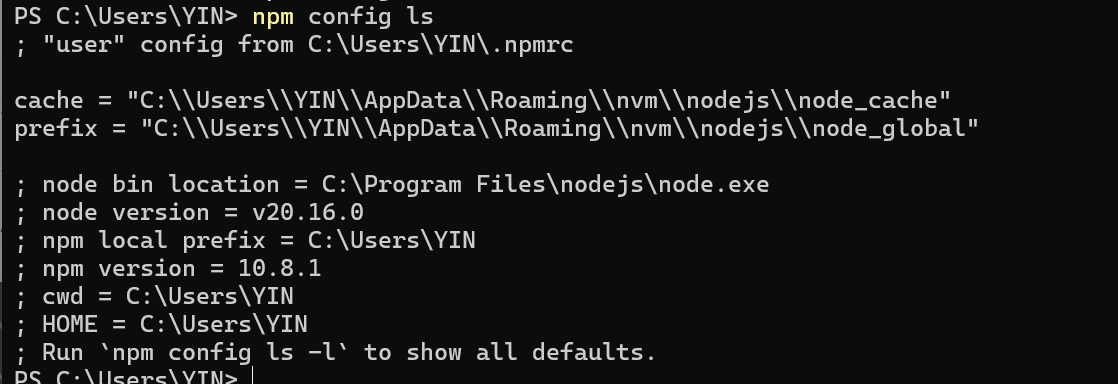 PS C:\Users\YIN> npm config ls
; "user" config from C:\Users\YIN\.npmrc
cache = "C:\\Users\\YIN\\AppData\\Roaming\\nvm\\nodejs\\node_cache"
prefix = "C:\\Users\\YIN\\AppData\\Roaming\\nvm\\nodejs\\node_global"
; node bin location = C:\Program Files\nodejs\node.exe
; node version = v20.16.0
; npm local prefix = C:\Users\YIN
; npm version = 10.8.1
; cwd = C:\Users\YIN
; HOME = C:\Users\YIN
; Run `npm config ls -l` to show all defaults.
PS C:\Users\YIN>